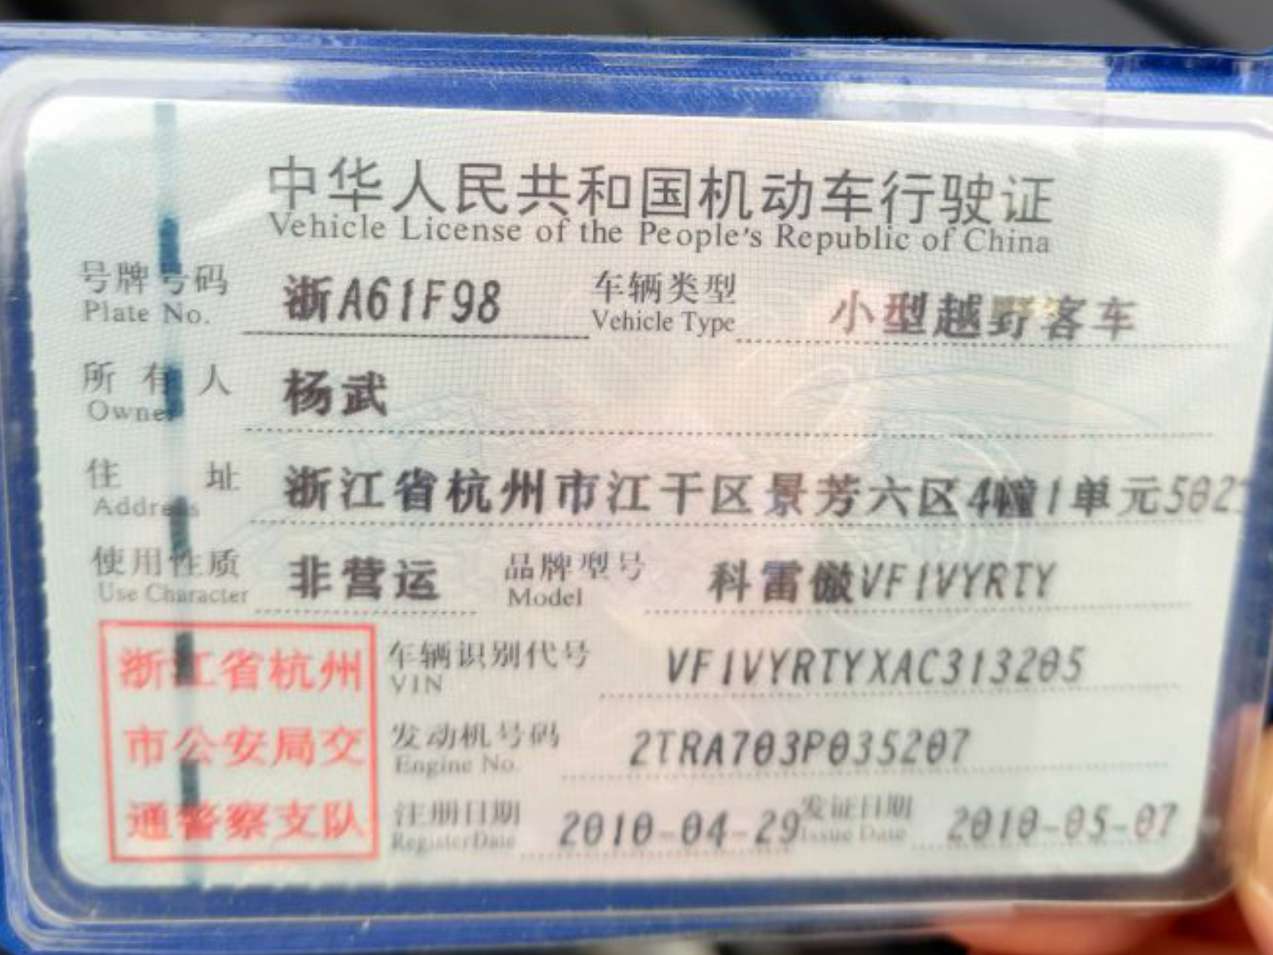 中华人民共和国机动车行驶证
Vehicle License of the People's Republic of China
号牌号码 浙A61F98 车辆类型 小型越野客车
Plate No. Vehicle Type
所有人 杨武
Owner
住址 浙江省杭州市江干区景芳六区4幢1单元502
Address
使用性质 非营运 品牌型号 科雷傲VF1VYRTY
Use Character Model
浙江省杭州 车辆识别代号 VF1VYRTYXAC313205
VIN
市公安局交 发动机号码 2TRA703P035207
Engine No.
通警察支队 注册日期 2010-04-29 发证日期 2010-05-07
Register Date Issue Date